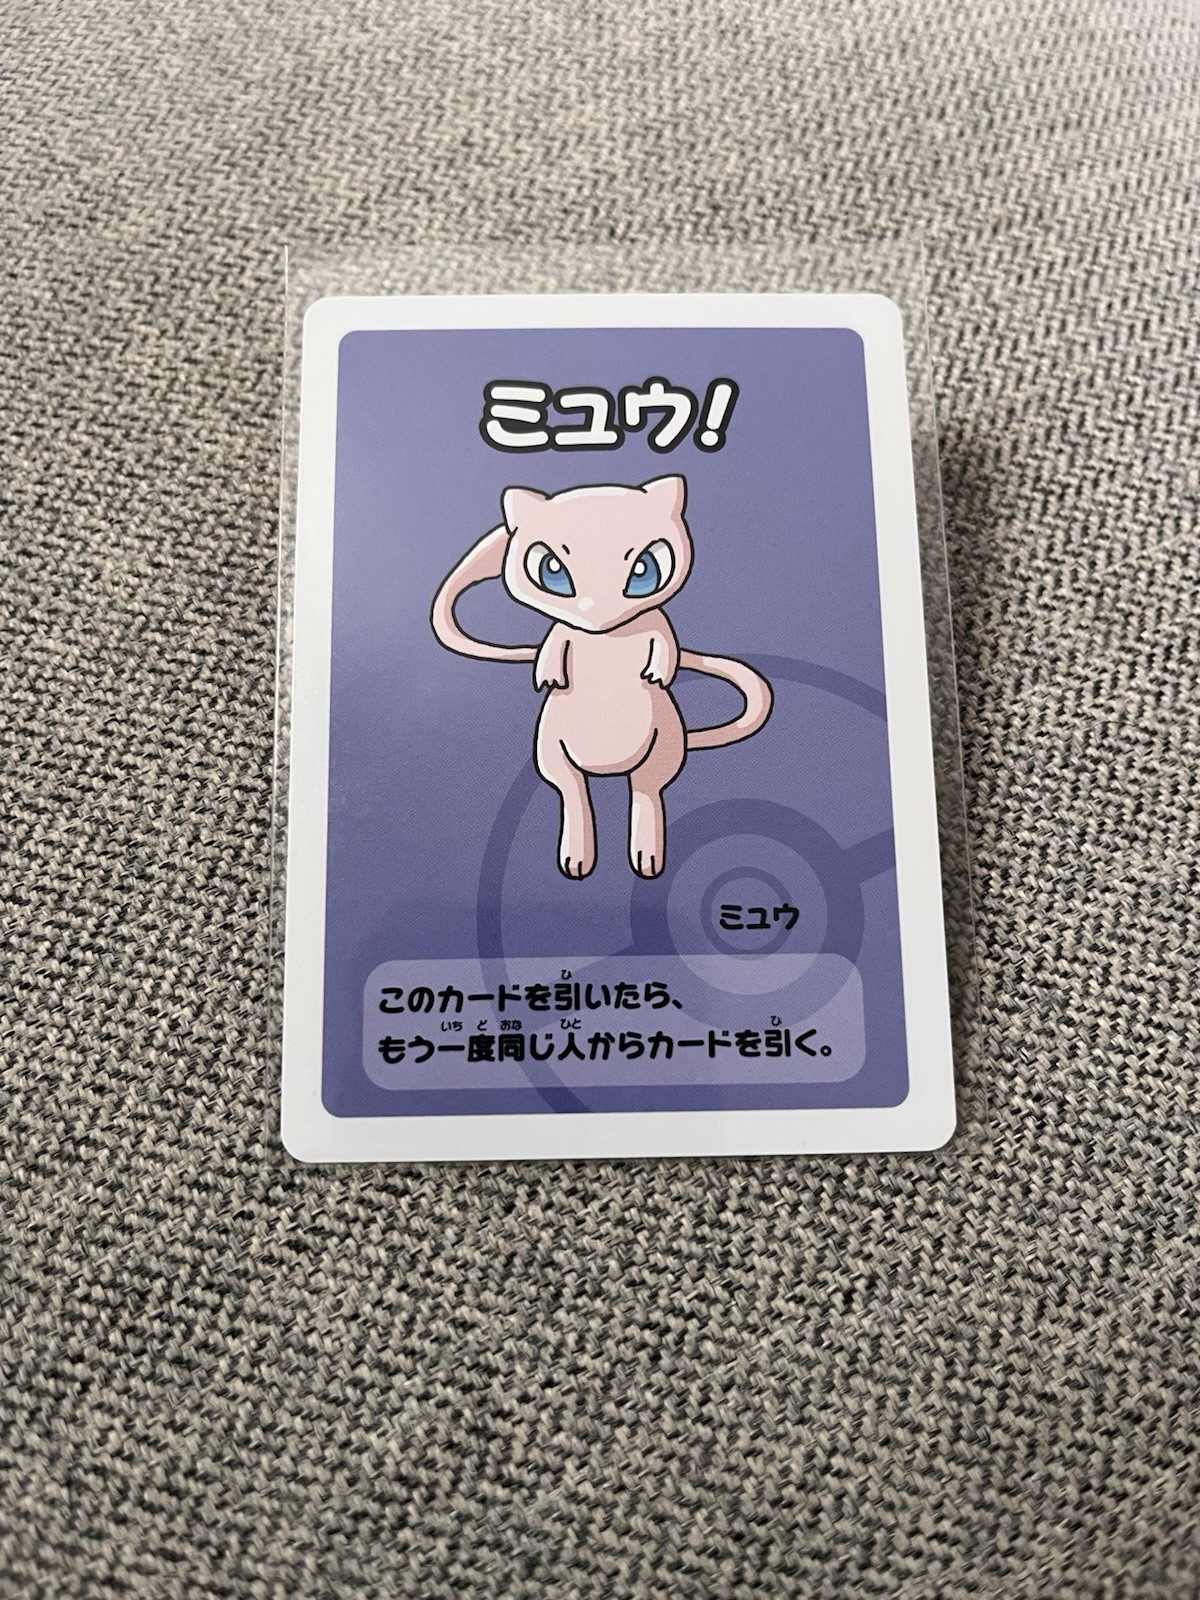 ミュウ!
ミュウ
このカードを引いたら、
もう一度同じ人からカードを引く。